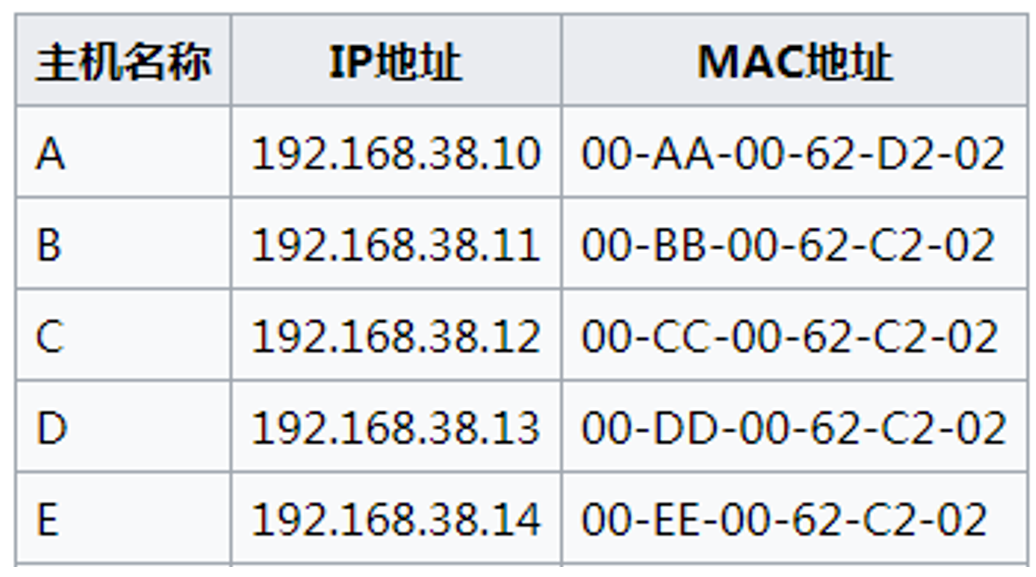 主机名称 IP地址 MAC地址
A 192.168.38.10 00-AA-00-62-D2-02
B 192.168.38.11 00-BB-00-62-C2-02
C 192.168.38.12 00-CC-00-62-C2-02
D 192.168.38.13 00-DD-00-62-C2-02
E 192.168.38.14 00-EE-00-62-C2-02